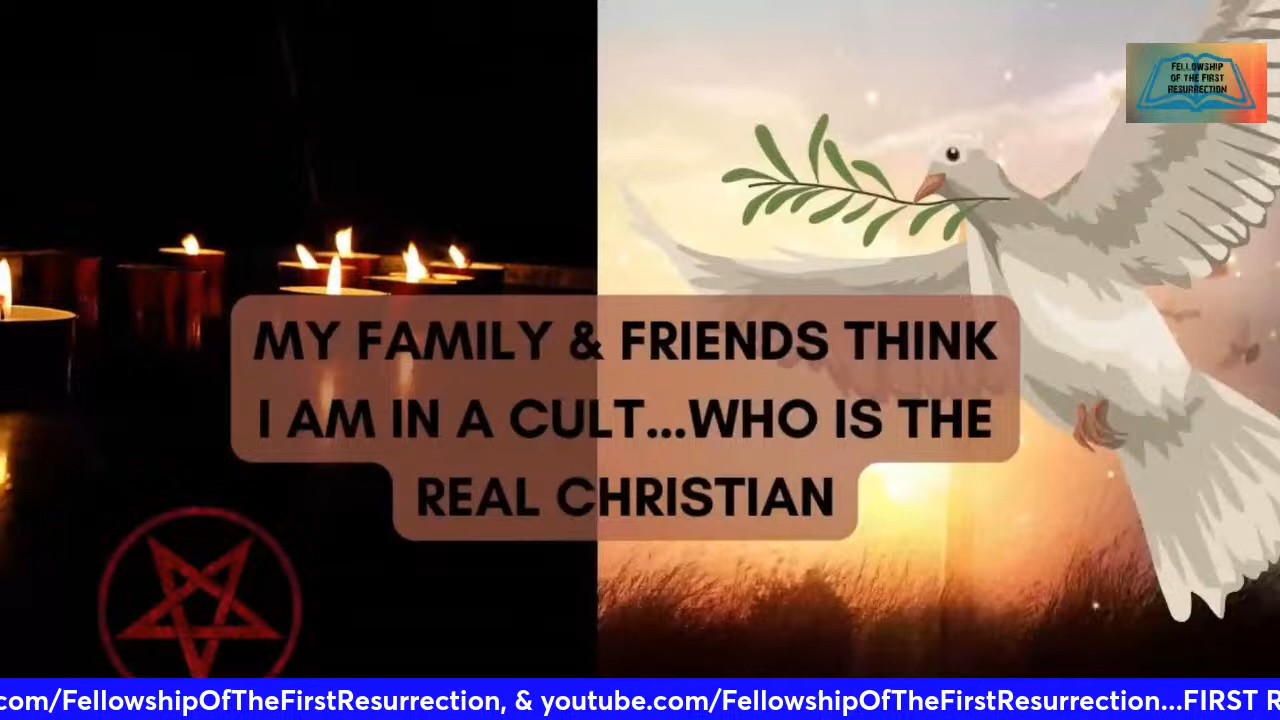 FELLOWSHIP
OF THE FIRST
RESURRECTION
MY FAMILY & FRIENDS THINK
I AM IN A CULT...WHO IS THE
REAL CHRISTIAN
com/FellowshipOfTheFirstResurrection, & youtube.com/FellowshipOfTheFirstResurrection...FIRST R